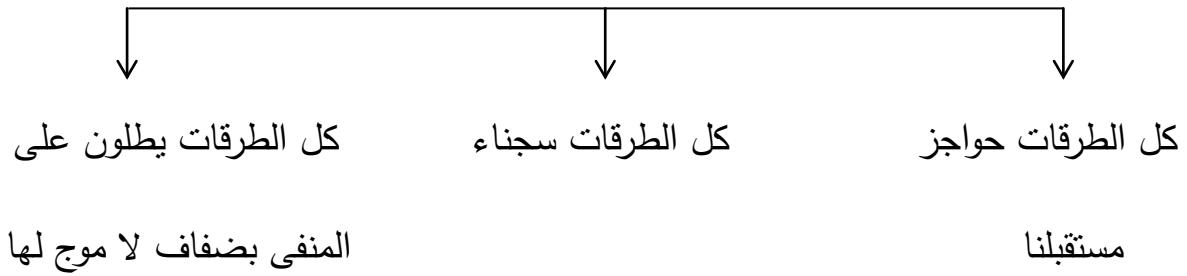 كل الطرقات حواجز
مستقبلنا
كل الطرقات سجناء
كل الطرقات يطلون على
المنفى بضفاف لا موج لها